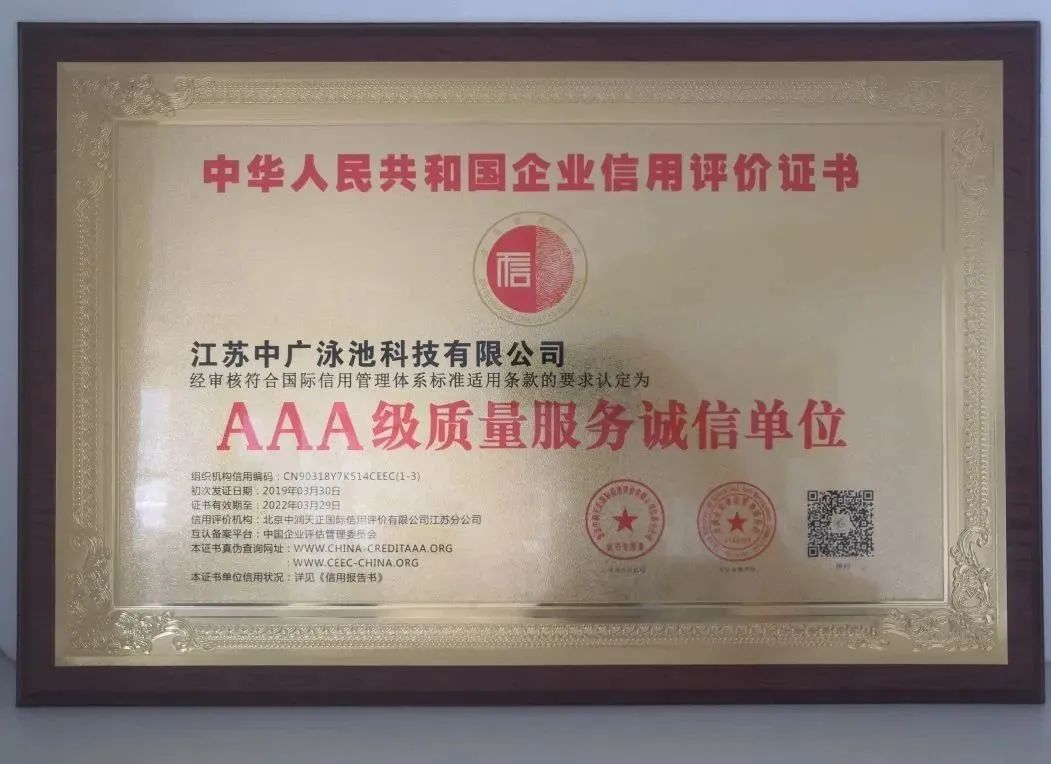 中华人民共和国企业信用评价证书
信
江苏中广泳池科技有限公司
经审核符合国际信用管理体系标准适用条款的要求认定为
AAA级质量服务诚信单位
组织机构信用编码：CN90318Y7K514CEEC(1-3)
初次发证日期：2019年03月30日
证书有效期至：2022年03月29日
信用评价机构：北京中润天正国际信用评价有限公司江苏分公司
互认备案平台：中国企业评估管理委员会
本证书真伪查询网址：WWW.CHINA-CREDITAAA.ORG
：WWW.CEEC-CHINA.ORG
本证书单位信用状况：详见《信用报告书》